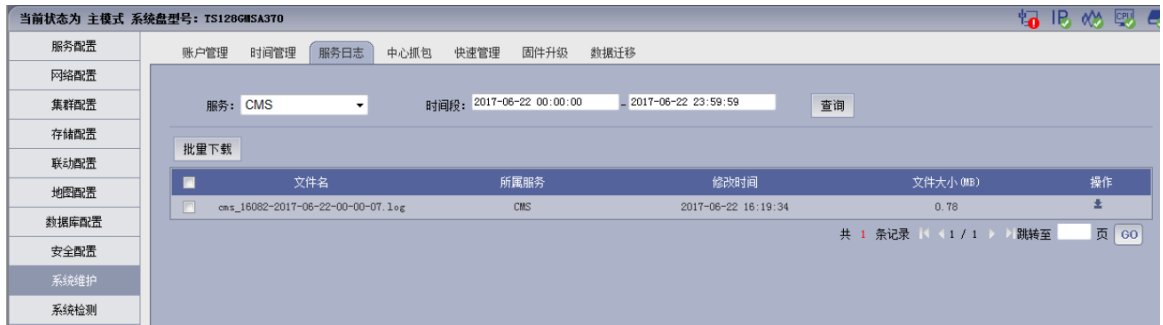 当前状态为 主模式 系统盘型号: TS128GMSA370
IP CPU
服务配置
网络配置
集群配置
存储配置
联动配置
地图配置
数据库配置
安全配置
系统维护
系统检测
账户管理 时间管理 服务日志 中心抓包 快速管理 固件升级 数据迁移
服务: CMS 时间段: 2017-06-22 00:00:00 - 2017-06-22 23:59:59 查询
批量下载
文件名 所属服务 修改时间 文件大小(MB) 操作
cms_16082-2017-06-22-00-00-07.log CMS 2017-06-22 16:19:34 0.78
共 1 条记录 1 / 1 跳转至 页 GO